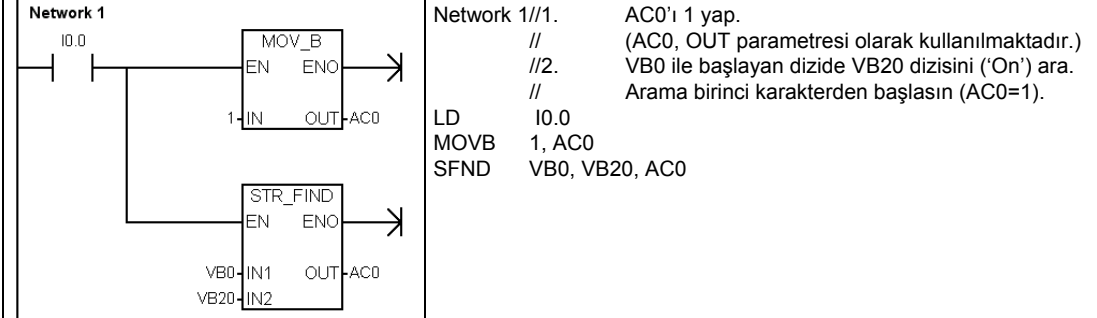 Network 1
I0.0
MOV_B
EN ENO
1 IN OUT AC0
STR_FIND
EN ENO
VB0 IN1 OUT AC0
VB20 IN2
Network 1//1. AC0’ı 1 yap.
// (AC0, OUT parametresi olarak kullanılmaktadır.)
//2. VB0 ile başlayan dizide VB20 dizisini (‘On’) ara.
// Arama birinci karakterden başlasın (AC0=1).
LD I0.0
MOVB 1, AC0
SFND VB0, VB20, AC0